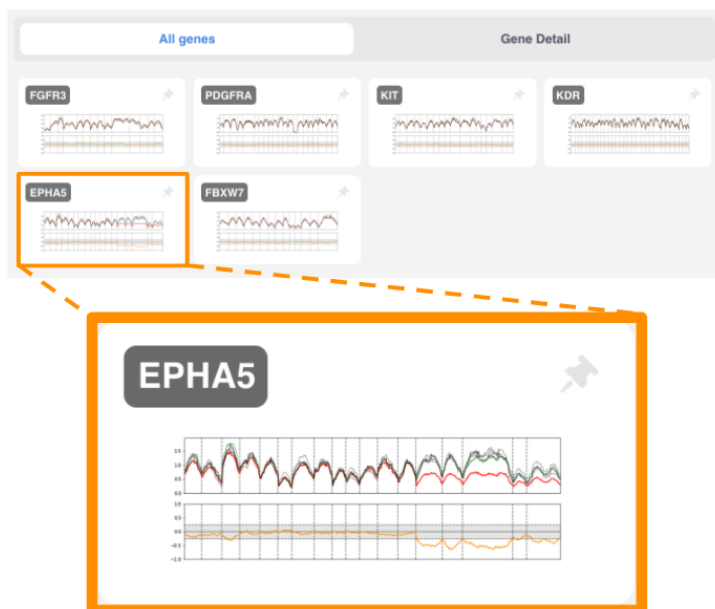 All genes
Gene Detail
FGFR3
PDGFRA
KIT
KDR
EPHA5
FBXW7
EPHA5
1.5
1.0
0.5
0.0
1.0
0.5
0.0
-0.5
-1.0